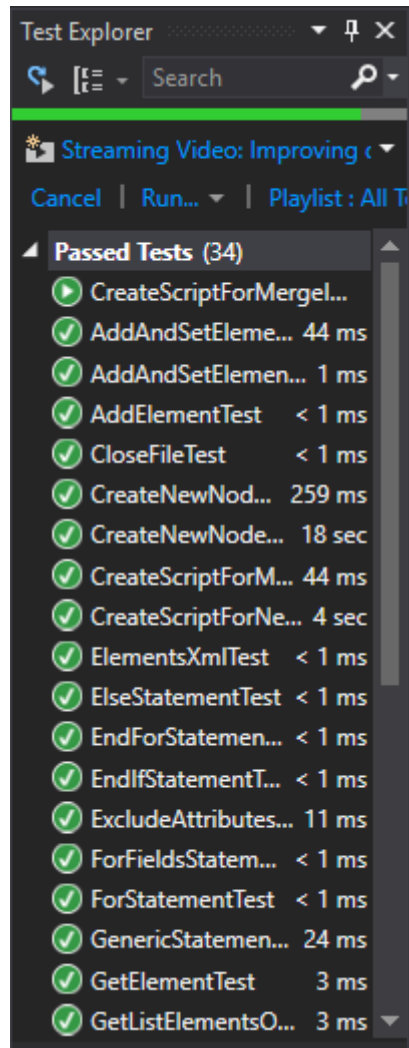 Test Explorer
Search
Streaming Video: Improving c
Cancel | Run... | Playlist : All T
Passed Tests (34)
CreateScriptForMergeI...
AddAndSetEleme... 44 ms
AddAndSetElemen... 1 ms
AddElementTest < 1 ms
CloseFileTest < 1 ms
CreateNewNod... 259 ms
CreateNewNode... 18 sec
CreateScriptForM... 44 ms
CreateScriptForNe... 4 sec
ElementsXmlTest < 1 ms
ElseStatementTest < 1 ms
EndForStatemen... < 1 ms
EndIfStatementT... < 1 ms
ExcludeAttributes... 11 ms
ForFieldsStatem... < 1 ms
ForStatementTest < 1 ms
GenericStatemen... 24 ms
GetElementTest 3 ms
GetListElementsO... 3 ms